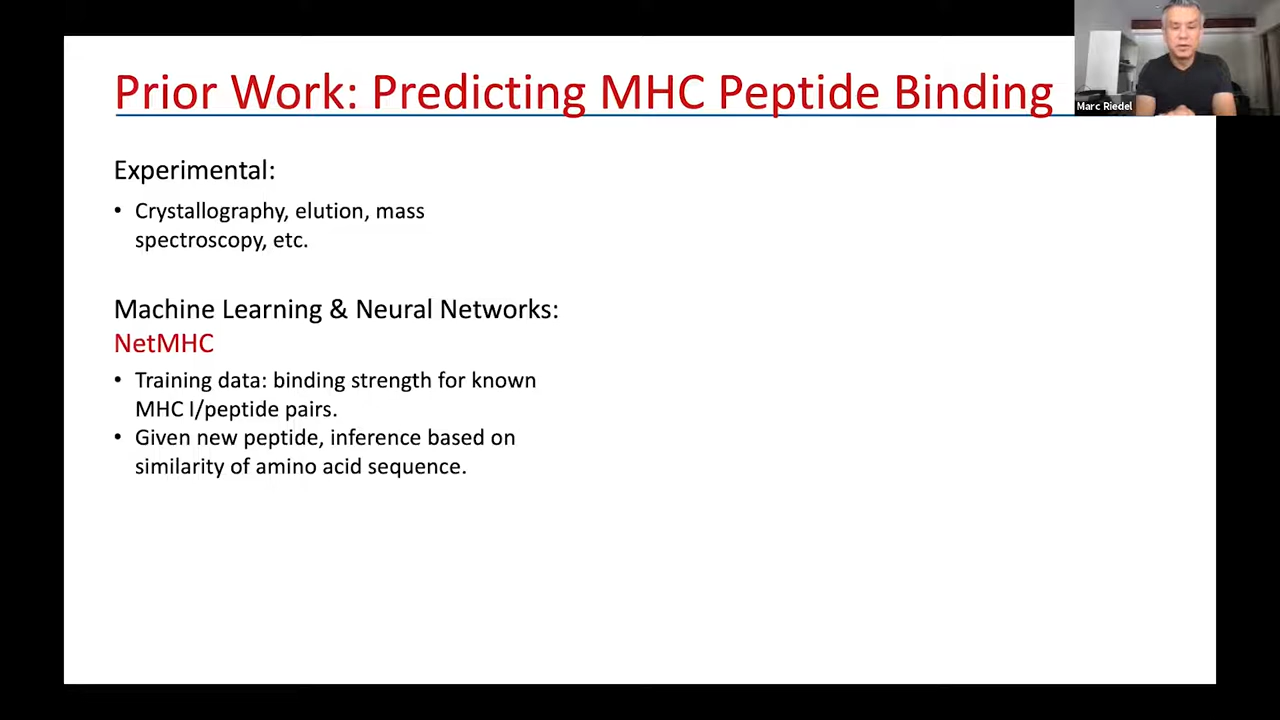 Prior Work: Predicting MHC Peptide Binding
Marc Riedel
Experimental:
• Crystallography, elution, mass
spectroscopy, etc.
Machine Learning & Neural Networks:
NetMHC
• Training data: binding strength for known
MHC I/peptide pairs.
• Given new peptide, inference based on
similarity of amino acid sequence.